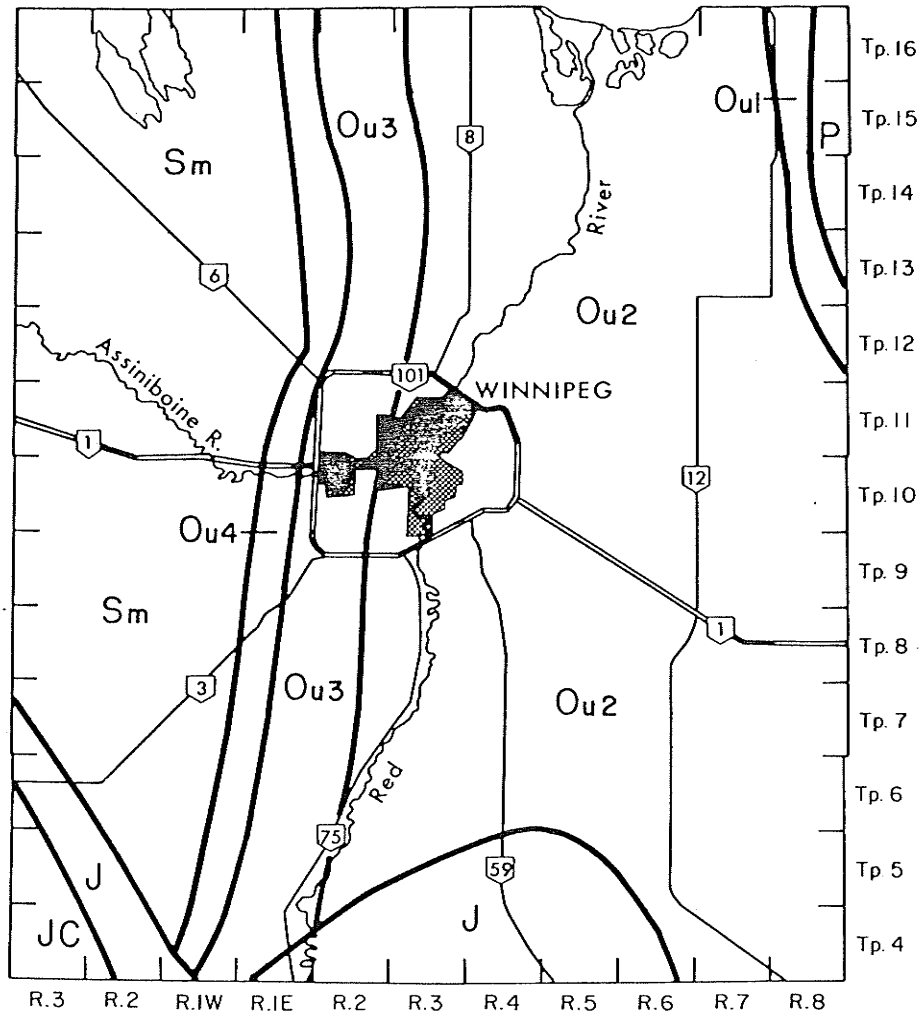 Tp. 16
Ou1
Tp. 15
Ou3
8
P
Sm
Tp. 14
River
6
Tp. 13
Ou2
Tp. 12
Assiniboine R.
101
WINNIPEG
Tp. 11
1
12
Tp. 10
Ou4
Tp. 9
Sm
1
Tp. 8
3
Ou3
Ou2
Tp. 7
Red
Tp. 6
75
J
59
Tp. 5
JC
J
Tp. 4
R.3 R.2 R.1W R.1E R.2 R.3 R.4 R.5 R.6 R.7 R.8